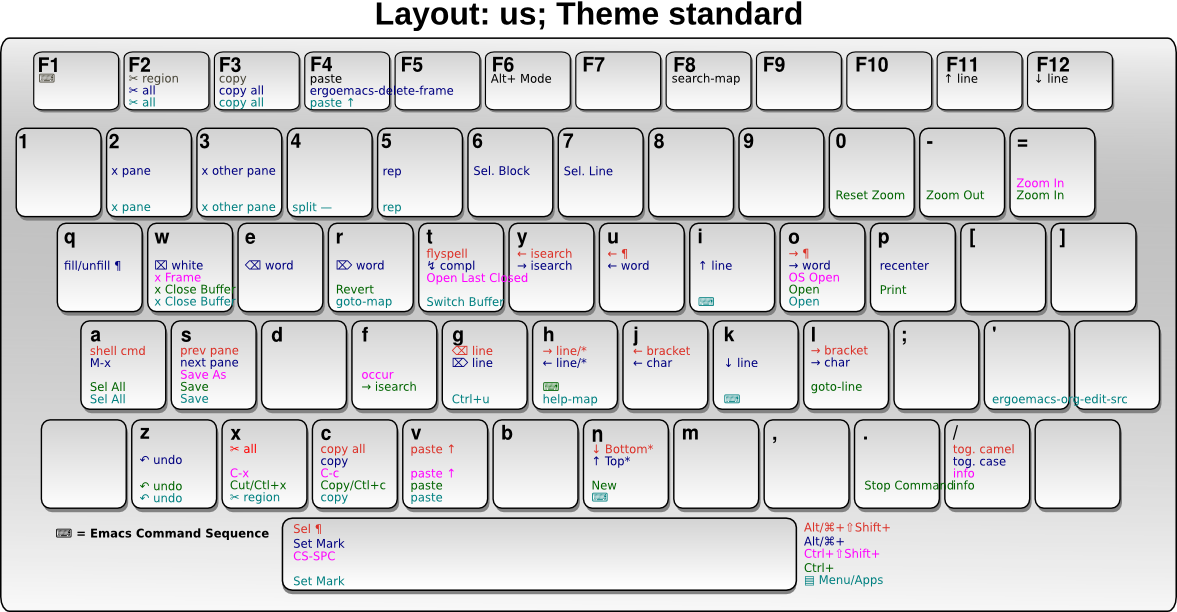 Layout: us; Theme standard
F1
⌨
F2
✂ region
✂ all
✂ all
F3
copy
copy all
copy all
F4
paste
ergoemacs-delete-frame
paste ↑
F5
F6
Alt+ Mode
F7
F8
search-map
F9
F10
F11
↑ line
F12
↓ line
1
2
x pane
x pane
3
x other pane
x other pane
4
split —
5
rep
rep
6
Sel. Block
7
Sel. Line
8
9
0
Reset Zoom
-
Zoom Out
=
Zoom In
Zoom In
q
fill/unfill ¶
w
⌧ white
x Frame
x Close Buffer
x Close Buffer
e
⌫ word
r
⌦ word
Revert
goto-map
t
flyspell
↯ compl
Open Last Closed
Switch Buffer
y
← isearch
→ isearch
u
← ¶
← word
i
↑ line
⌨
o
→ ¶
→ word
OS Open
Open
Open
p
recenter
Print
[
]
a
shell cmd
M-x
Sel All
Sel All
s
prev pane
next pane
Save As
Save
Save
d
f
occur
→ isearch
g
⌫ line
⌦ line
Ctrl+u
h
→ line/*
← line/*
⌨
help-map
j
← bracket
← char
k
↓ line
⌨
l
→ bracket
→ char
goto-line
;
'
ergoemacs-org-edit-src
z
↶ undo
↶ undo
↶ undo
x
✂ all
C-x
Cut/Ctl+x
✂ region
c
copy all
copy
C-c
Copy/Ctl+c
copy
v
paste ↑
paste ↑
paste
paste
b
n
↓ Bottom*
↑ Top*
New
⌨
m
,
.
Stop Command
/
tog. camel
tog. case
info
info
⌨ = Emacs Command Sequence
Sel ¶
Set Mark
CS-SPC
Set Mark
Alt/⌘+⇧Shift+
Alt/⌘+
Ctrl+⇧Shift+
Ctrl+
▤ Menu/Apps